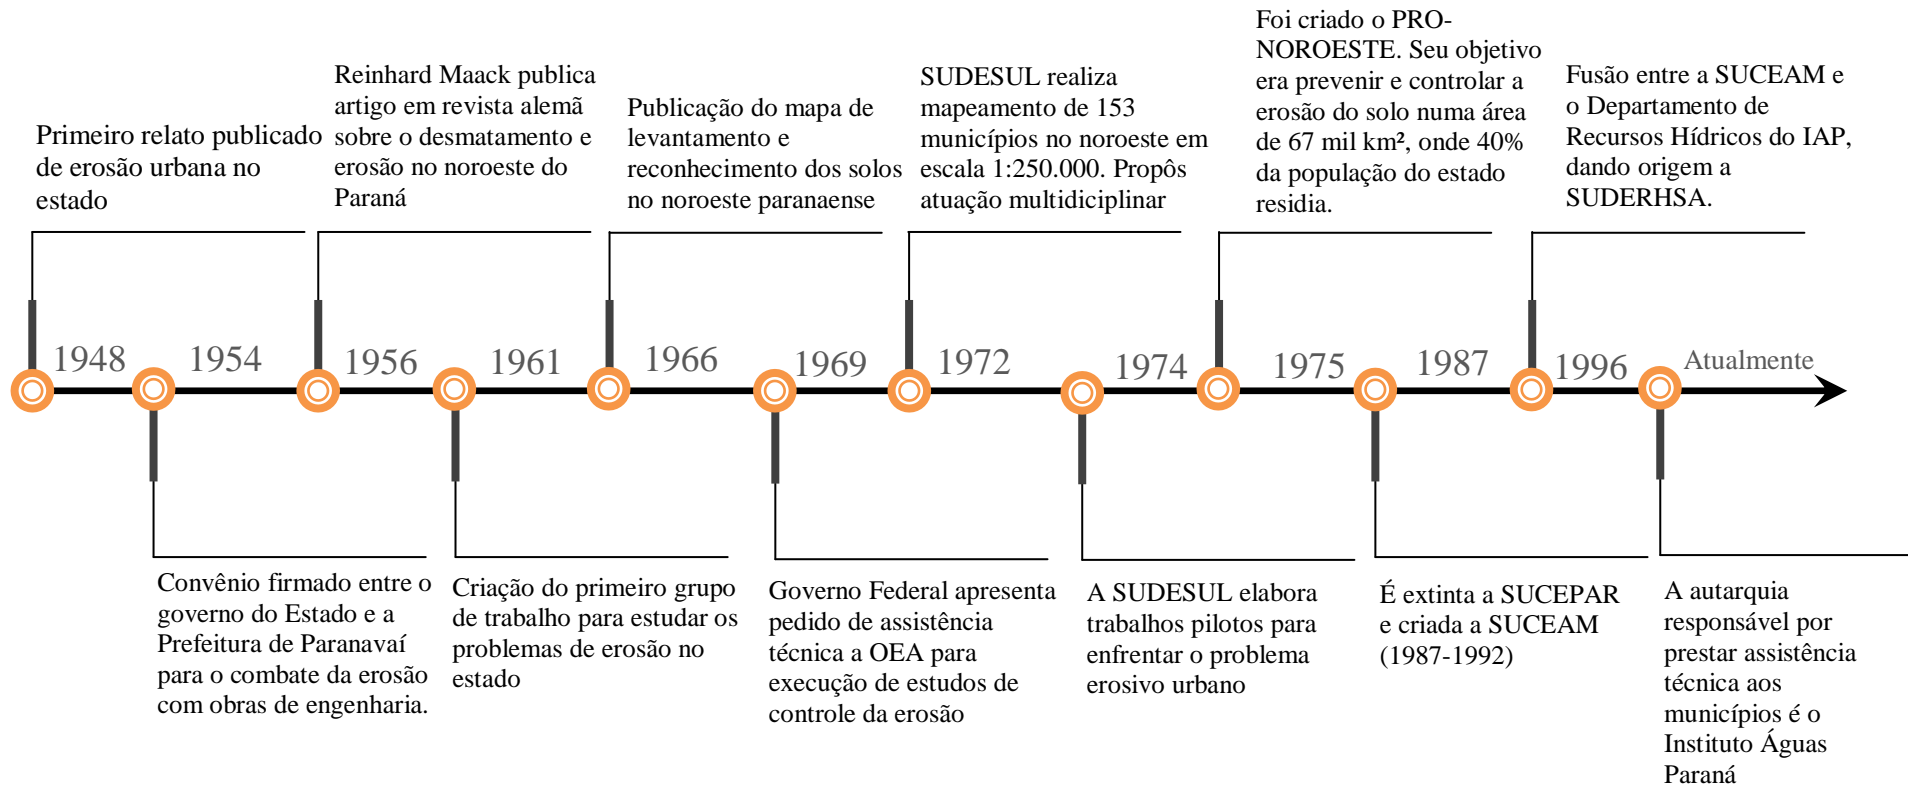 Primeiro relato publicado
de erosão urbana no
estado
Reinhard Maack publica
artigo em revista alemã
sobre o desmatamento e
erosão no noroeste do
Paraná
Publicação do mapa de
levantamento e
reconhecimento dos solos
no noroeste paranaense
SUDESUL realiza
mapeamento de 153
municípios no noroeste em
escala 1:250.000. Propôs
atuação multidiciplinar
Foi criado o PRO-
NOROESTE. Seu objetivo
era prevenir e controlar a
erosão do solo numa área
de 67 mil km², onde 40%
da população do estado
residia.
Fusão entre a SUCEAM e
o Departamento de
Recursos Hídricos do IAP,
dando origem a
SUDERHSA.
1948
1954
1956
1961
1966
1969
1972
1974
1975
1987
1996
Atualmente
Convênio firmado entre o
governo do Estado e a
Prefeitura de Paranavaí
para o combate da erosão
com obras de engenharia.
Criação do primeiro grupo
de trabalho para estudar os
problemas de erosão no
estado
Governo Federal apresenta
pedido de assistência
técnica a OEA para
execução de estudos de
controle da erosão
A SUDESUL elabora
trabalhos pilotos para
enfrentar o problema
erosivo urbano
É extinta a SUCEPAR
e criada a SUCEAM
(1987-1992)
A autarquia
responsável por
prestar assistência
técnica aos
municípios é o
Instituto Águas
Paraná